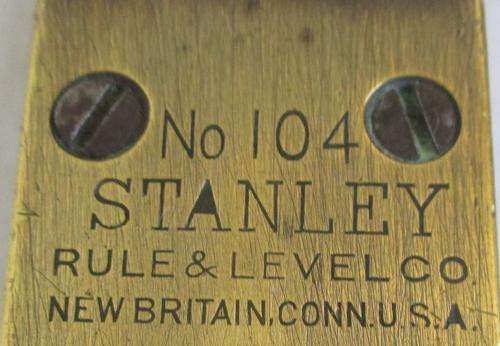 No 104
STANLEY
RULE & LEVEL CO.
NEW BRITAIN, CONN. U.S.A.